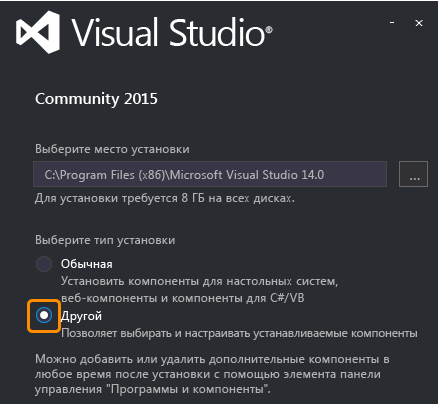 Visual Studio®
Community 2015
Выберите место установки
C:\Program Files (x86)\Microsoft Visual Studio 14.0
...
Для установки требуется 8 ГБ на всех дисках.
Выберите тип установки
Обычная
Установить компоненты для настольных систем,
веб-компоненты и компоненты для C#/VB
Другой
Позволяет выбирать и настраивать устанавливаемые компоненты
Можно добавить или удалить дополнительные компоненты в
любое время после установки с помощью элемента панели
управления "Программы и компоненты".